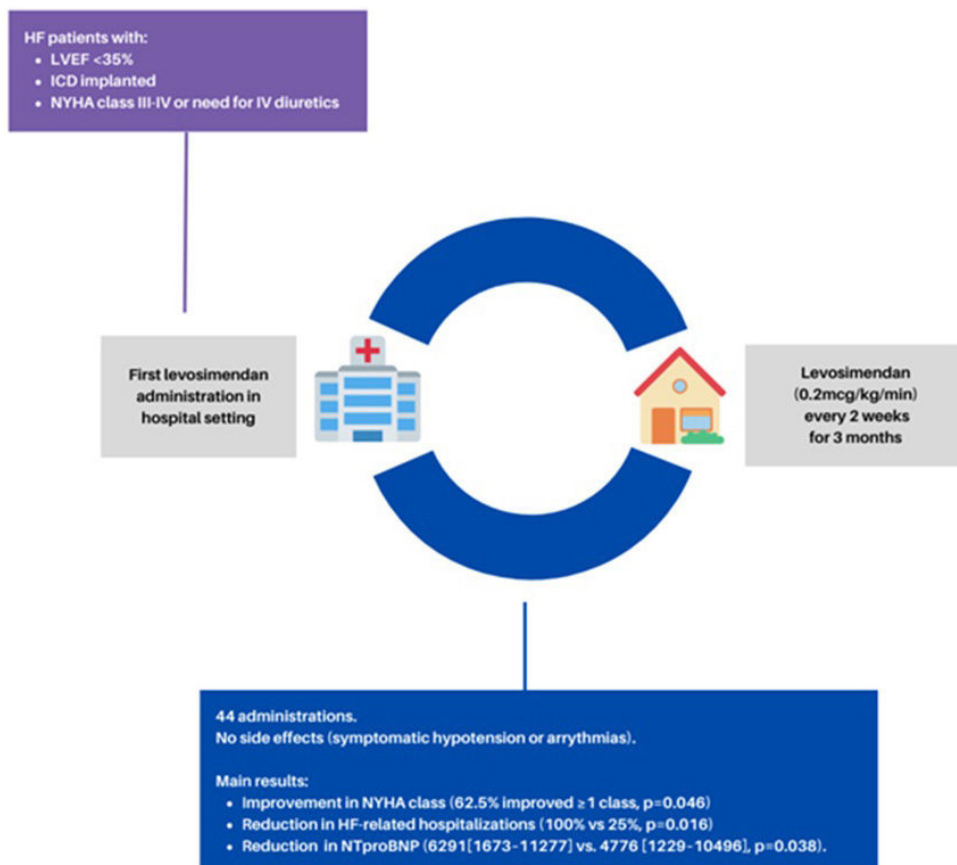 HF patients with:
• LVEF <35%
• ICD implanted
• NYHA class III-IV or need for IV diuretics
First levosimendan
administration in
hospital setting
Levosimendan
(0.2mcg/kg/min)
every 2 weeks
for 3 months
44 administrations.
No side effects (symptomatic hypotension or arrythmias).
Main results:
• Improvement in NYHA class (62.5% improved ≥1 class, p=0.046)
• Reduction in HF-related hospitalizations (100% vs 25%, p=0.016)
• Reduction in NTproBNP (6291[1673-11277] vs. 4776 [1229-10496], p=0.038).